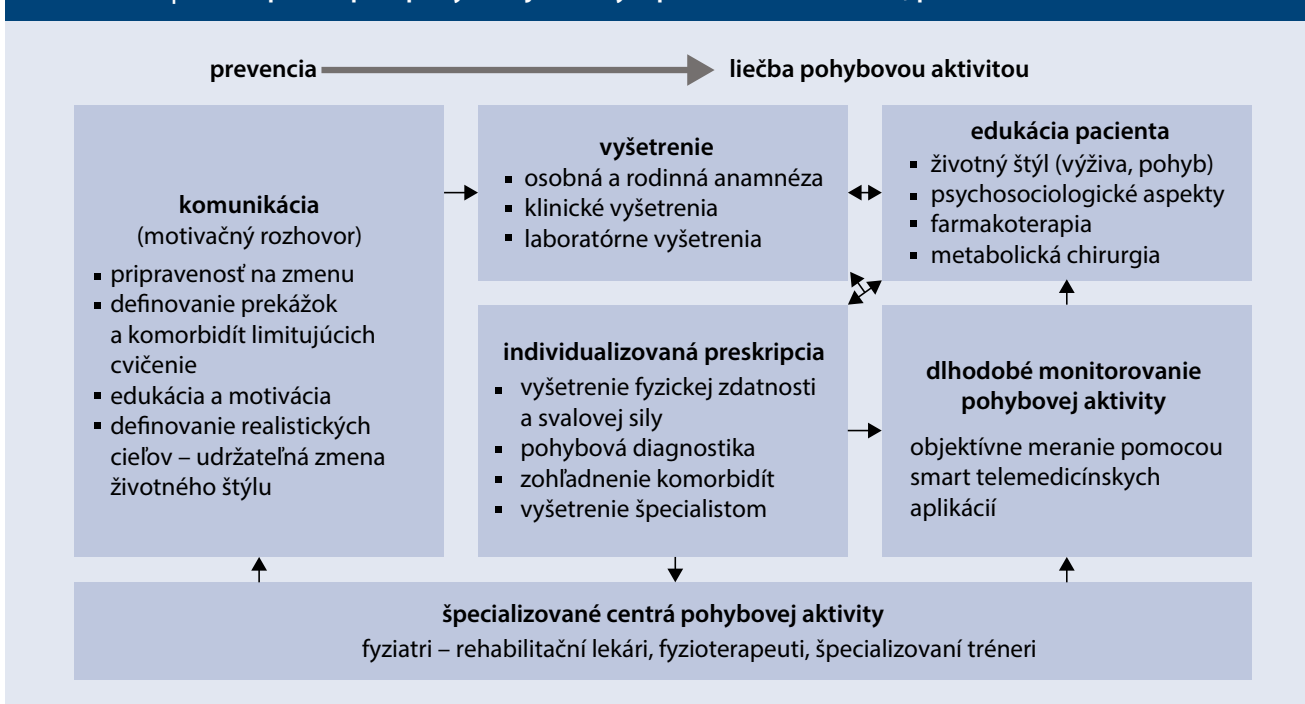 prevencia
liečba pohybovou aktivitou
komunikácia
(motivačný rozhovor)
▪ pripravenosť na zmenu
▪ definovanie prekážok
a komorbidít limitujúcich
cvičenie
▪ edukácia a motivácia
▪ definovanie realistických
cieľov – udržateľná zmena
životného štýlu
vyšetrenie
▪ osobná a rodinná anamnéza
▪ klinické vyšetrenia
▪ laboratórne vyšetrenia
edukácia pacienta
▪ životný štýl (výživa, pohyb)
▪ psychosociologické aspekty
▪ farmakoterapia
▪ metabolická chirurgia
individualizovaná preskripcia
▪ vyšetrenie fyzickej zdatnosti
a svalovej sily
▪ pohybová diagnostika
▪ zohľadnenie komorbidít
▪ vyšetrenie špecialistom
dlhodobé monitorovanie
pohybovej aktivity
objektívne meranie pomocou
smart telemedicínskych
aplikácií
špecializované centrá pohybovej aktivity
fyziatri – rehabilitační lekári, fyzioterapeuti, špecializovaní tréneri